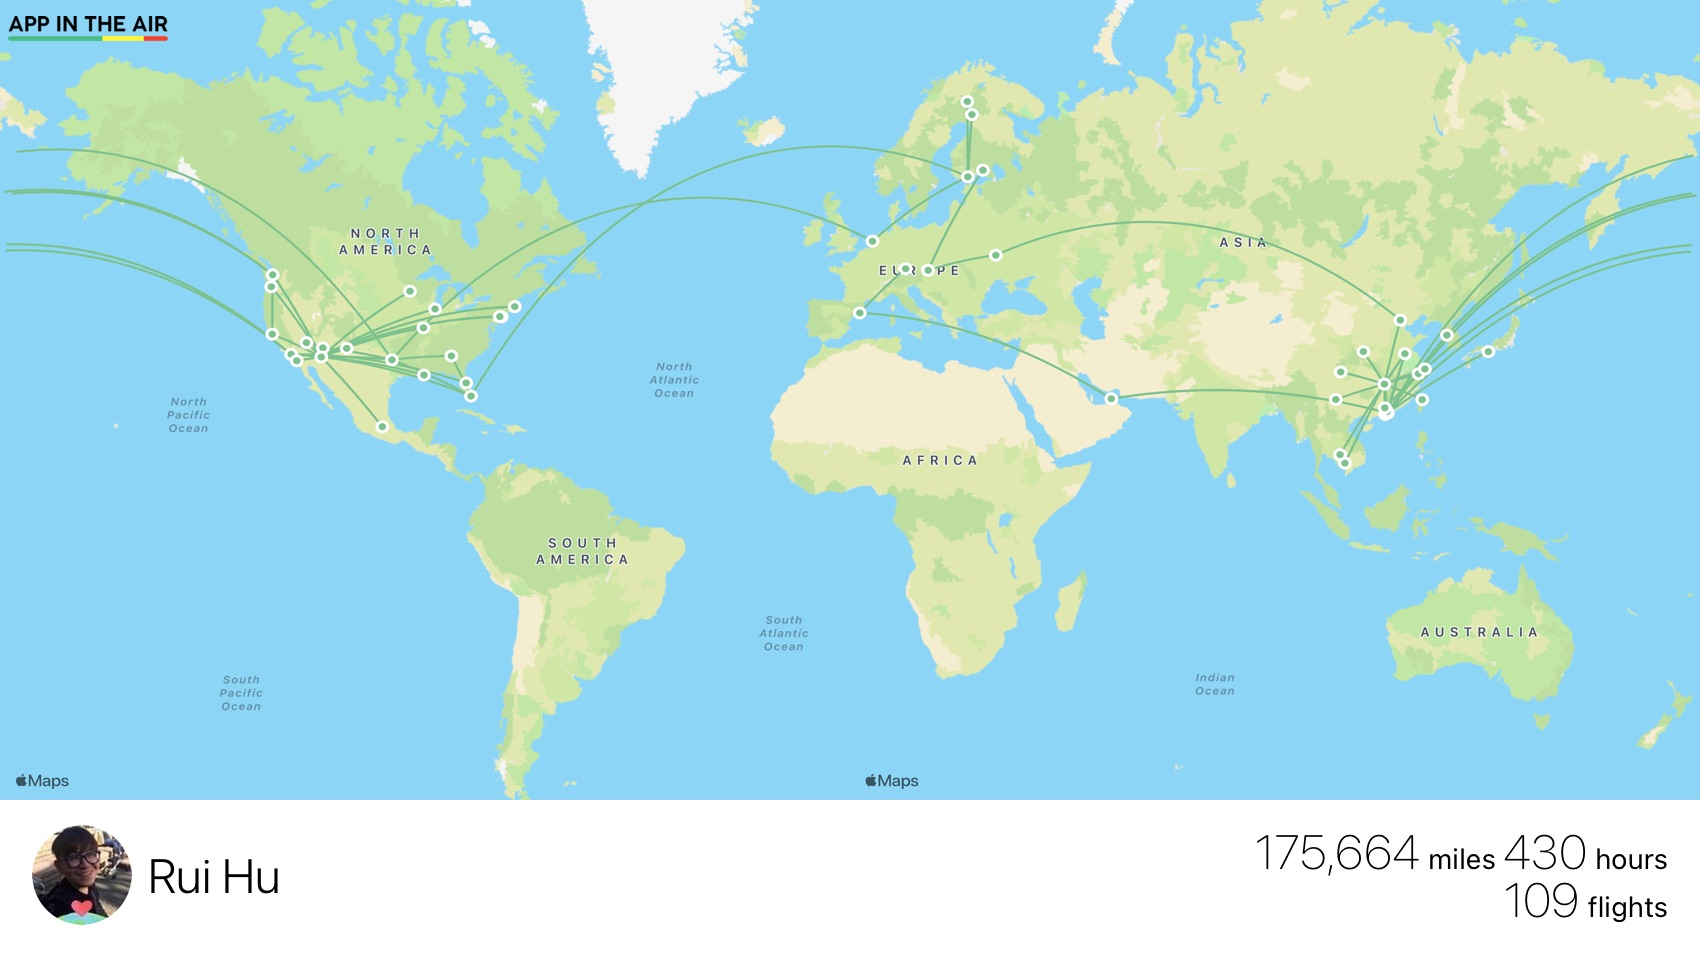 APP IN THE AIR
NORTH
AMERICA
ASIA
EUROPE
North
Atlantic
Ocean
North
Pacific
Ocean
AFRICA
SOUTH
AMERICA
South
Atlantic
Ocean
AUSTRALIA
South
Pacific
Ocean
Indian
Ocean
Maps
Maps
Rui Hu
175,664 miles 430 hours
109 flights